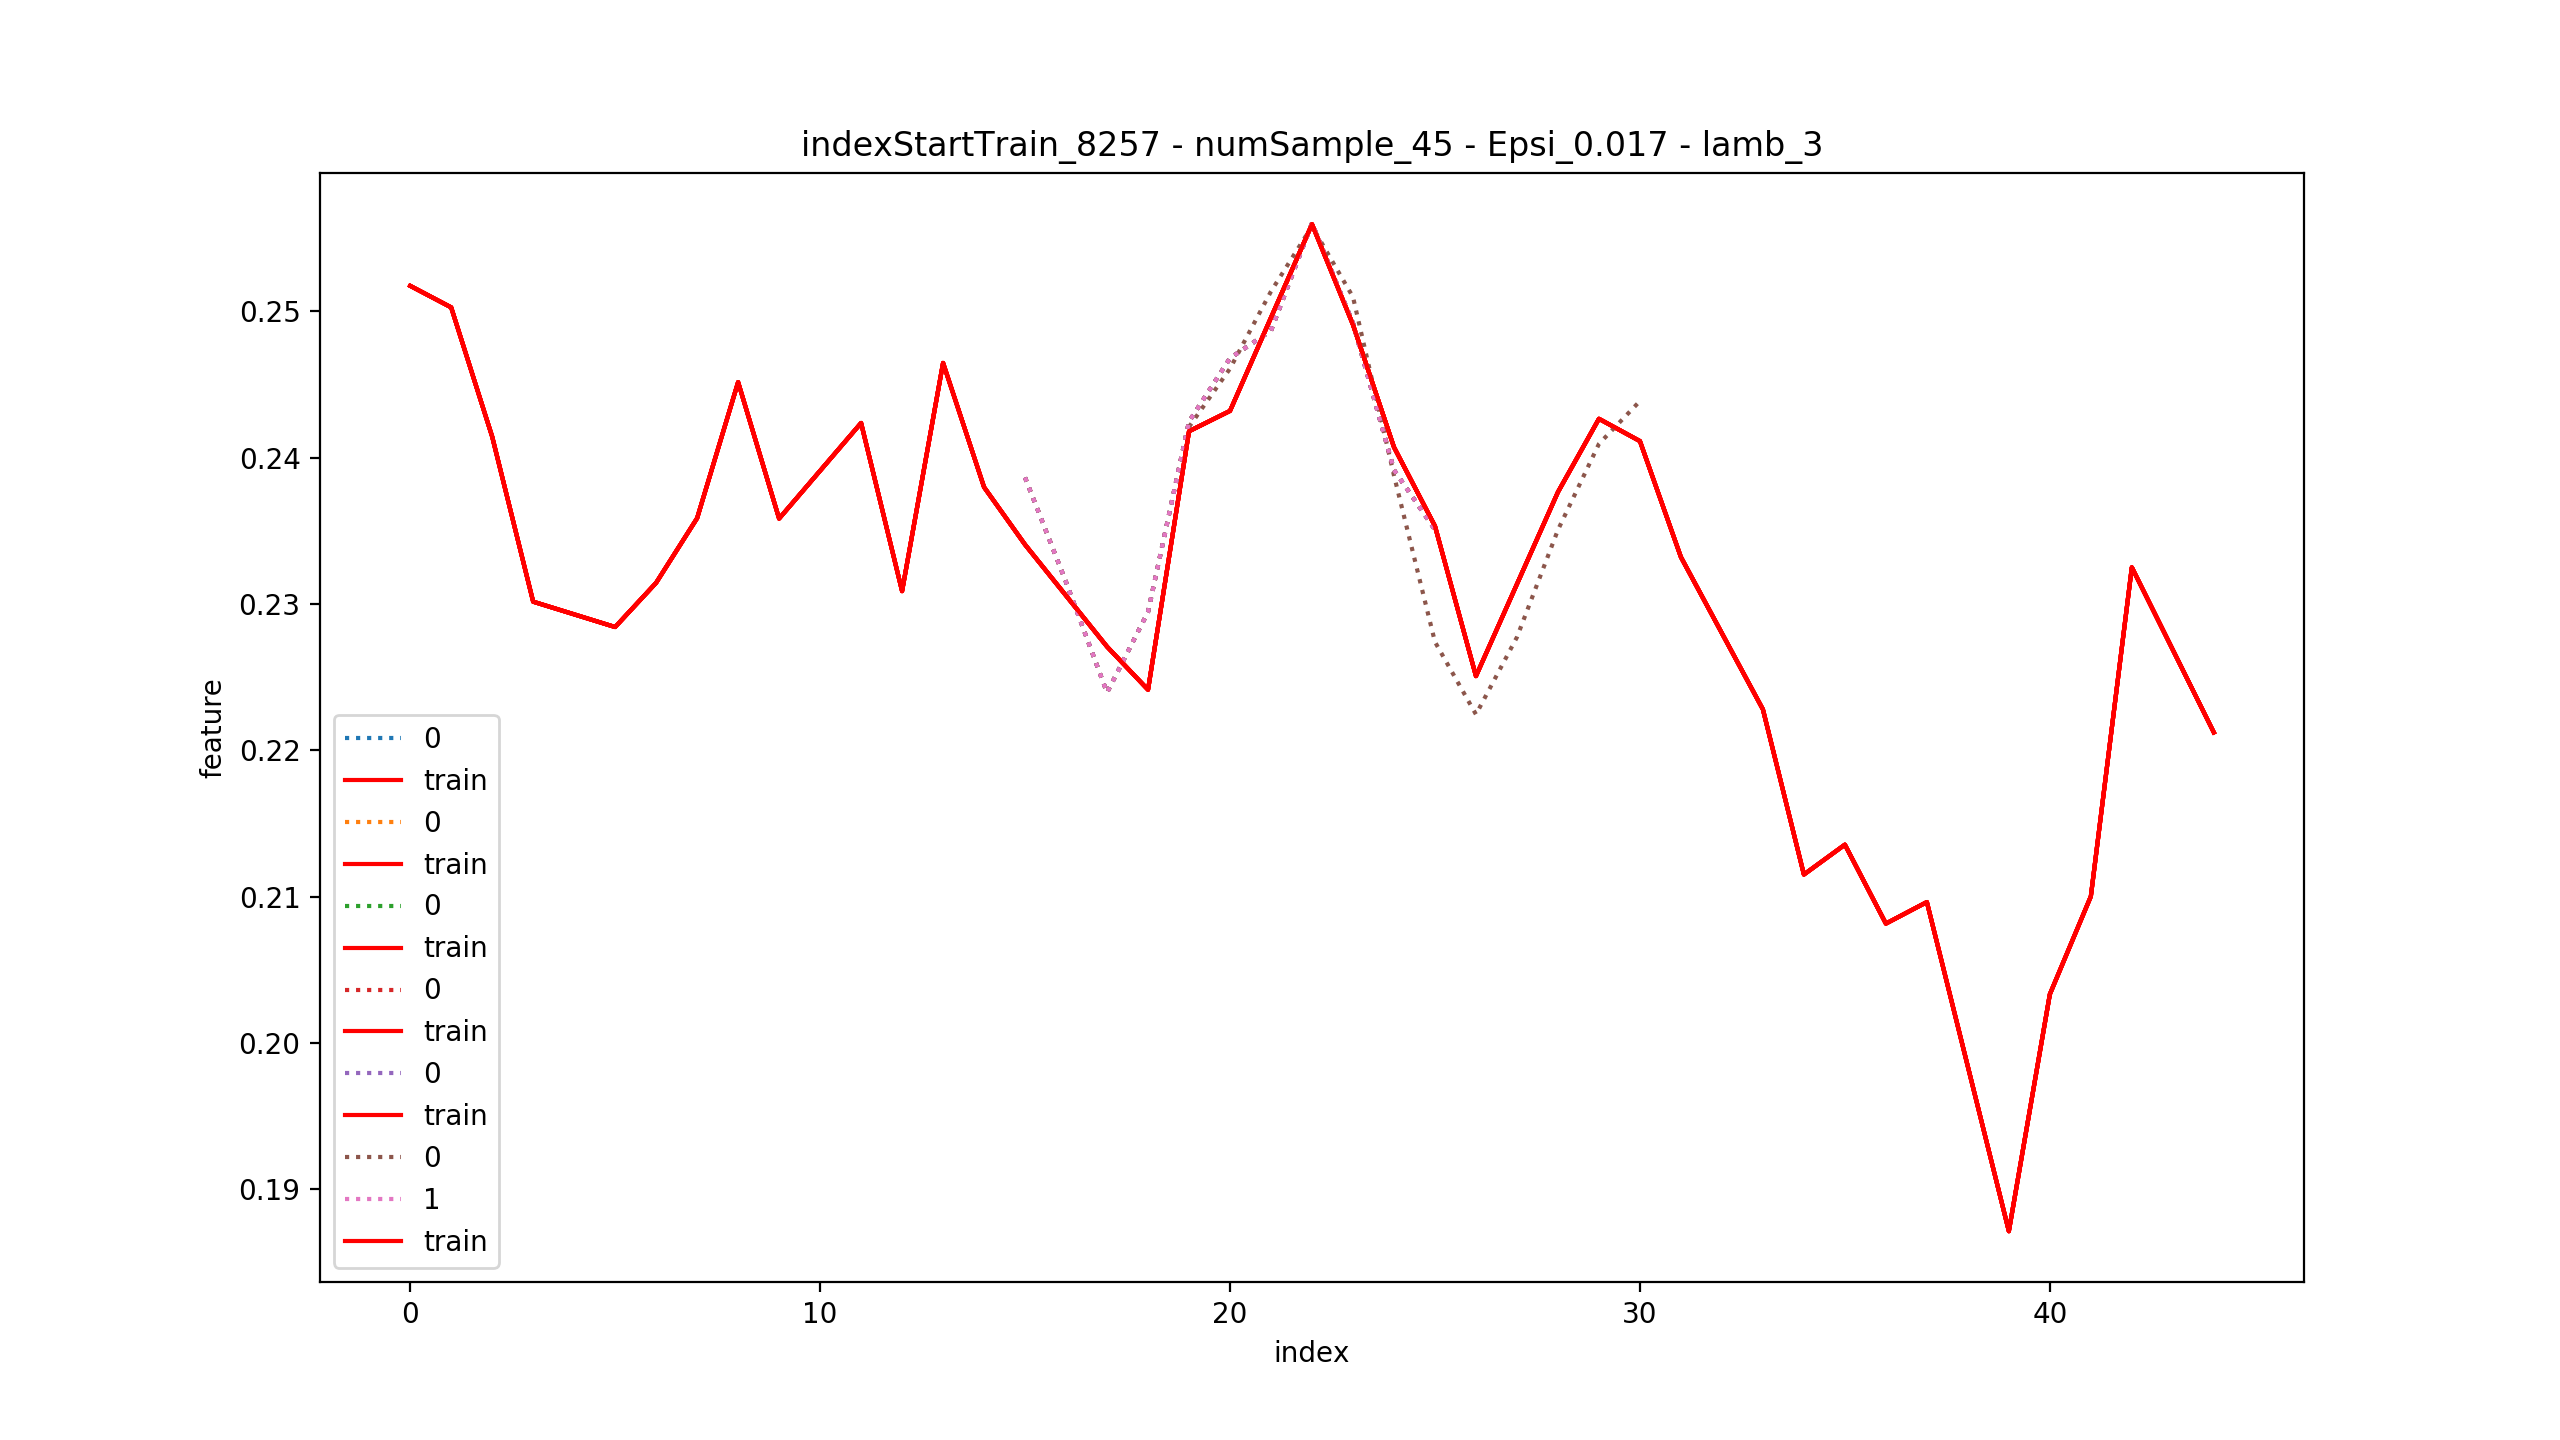 indexStartTrain_8257 - numSample_45 - Epsi_0.017 - lamb_3
feature
0.25
0.24
0.23
0.22
0.21
0.20
0.19
0
train
0
train
0
train
0
train
0
train
0
1
train
0 10 20 30 40
index